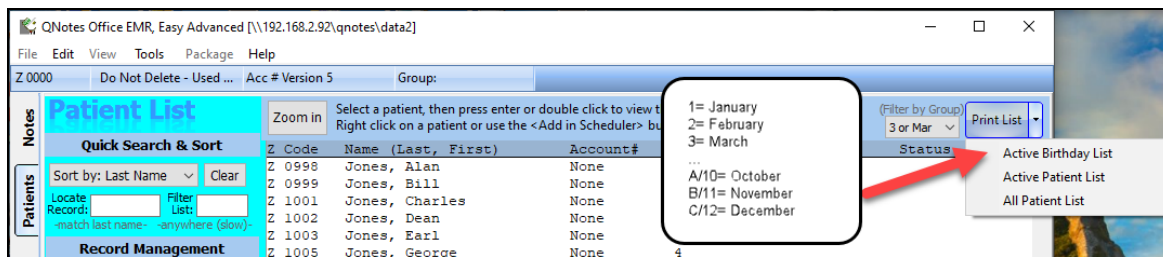 QNotes Office EMR, Easy Advanced [\\192.168.2.92\qnotes\data2]
File Edit View Tools Package Help
Z 0000 Do Not Delete - Used ... Acc # Version 5 Group:
Notes
Patients
Patient List
Quick Search & Sort
Sort by: Last Name Clear
Locate Record: Filter List:
-match last name- -anywhere (slow)-
Record Management
Zoom in
Select a patient, then press enter or double click to view t
Right click on a patient or use the <Add in Scheduler> bu
(Filter by Group)
3 or Mar
Print List
Z Code Name (Last, First) Account# Status
Z 0998 Jones, Alan None
Z 0999 Jones, Bill None
Z 1001 Jones, Charles None
Z 1002 Jones, Dean None
Z 1003 Jones, Earl None
Z 1005 Jones, George None 4
1= January
2= February
3= March
...
A/10= October
B/11= November
C/12= December
Active Birthday List
Active Patient List
All Patient List